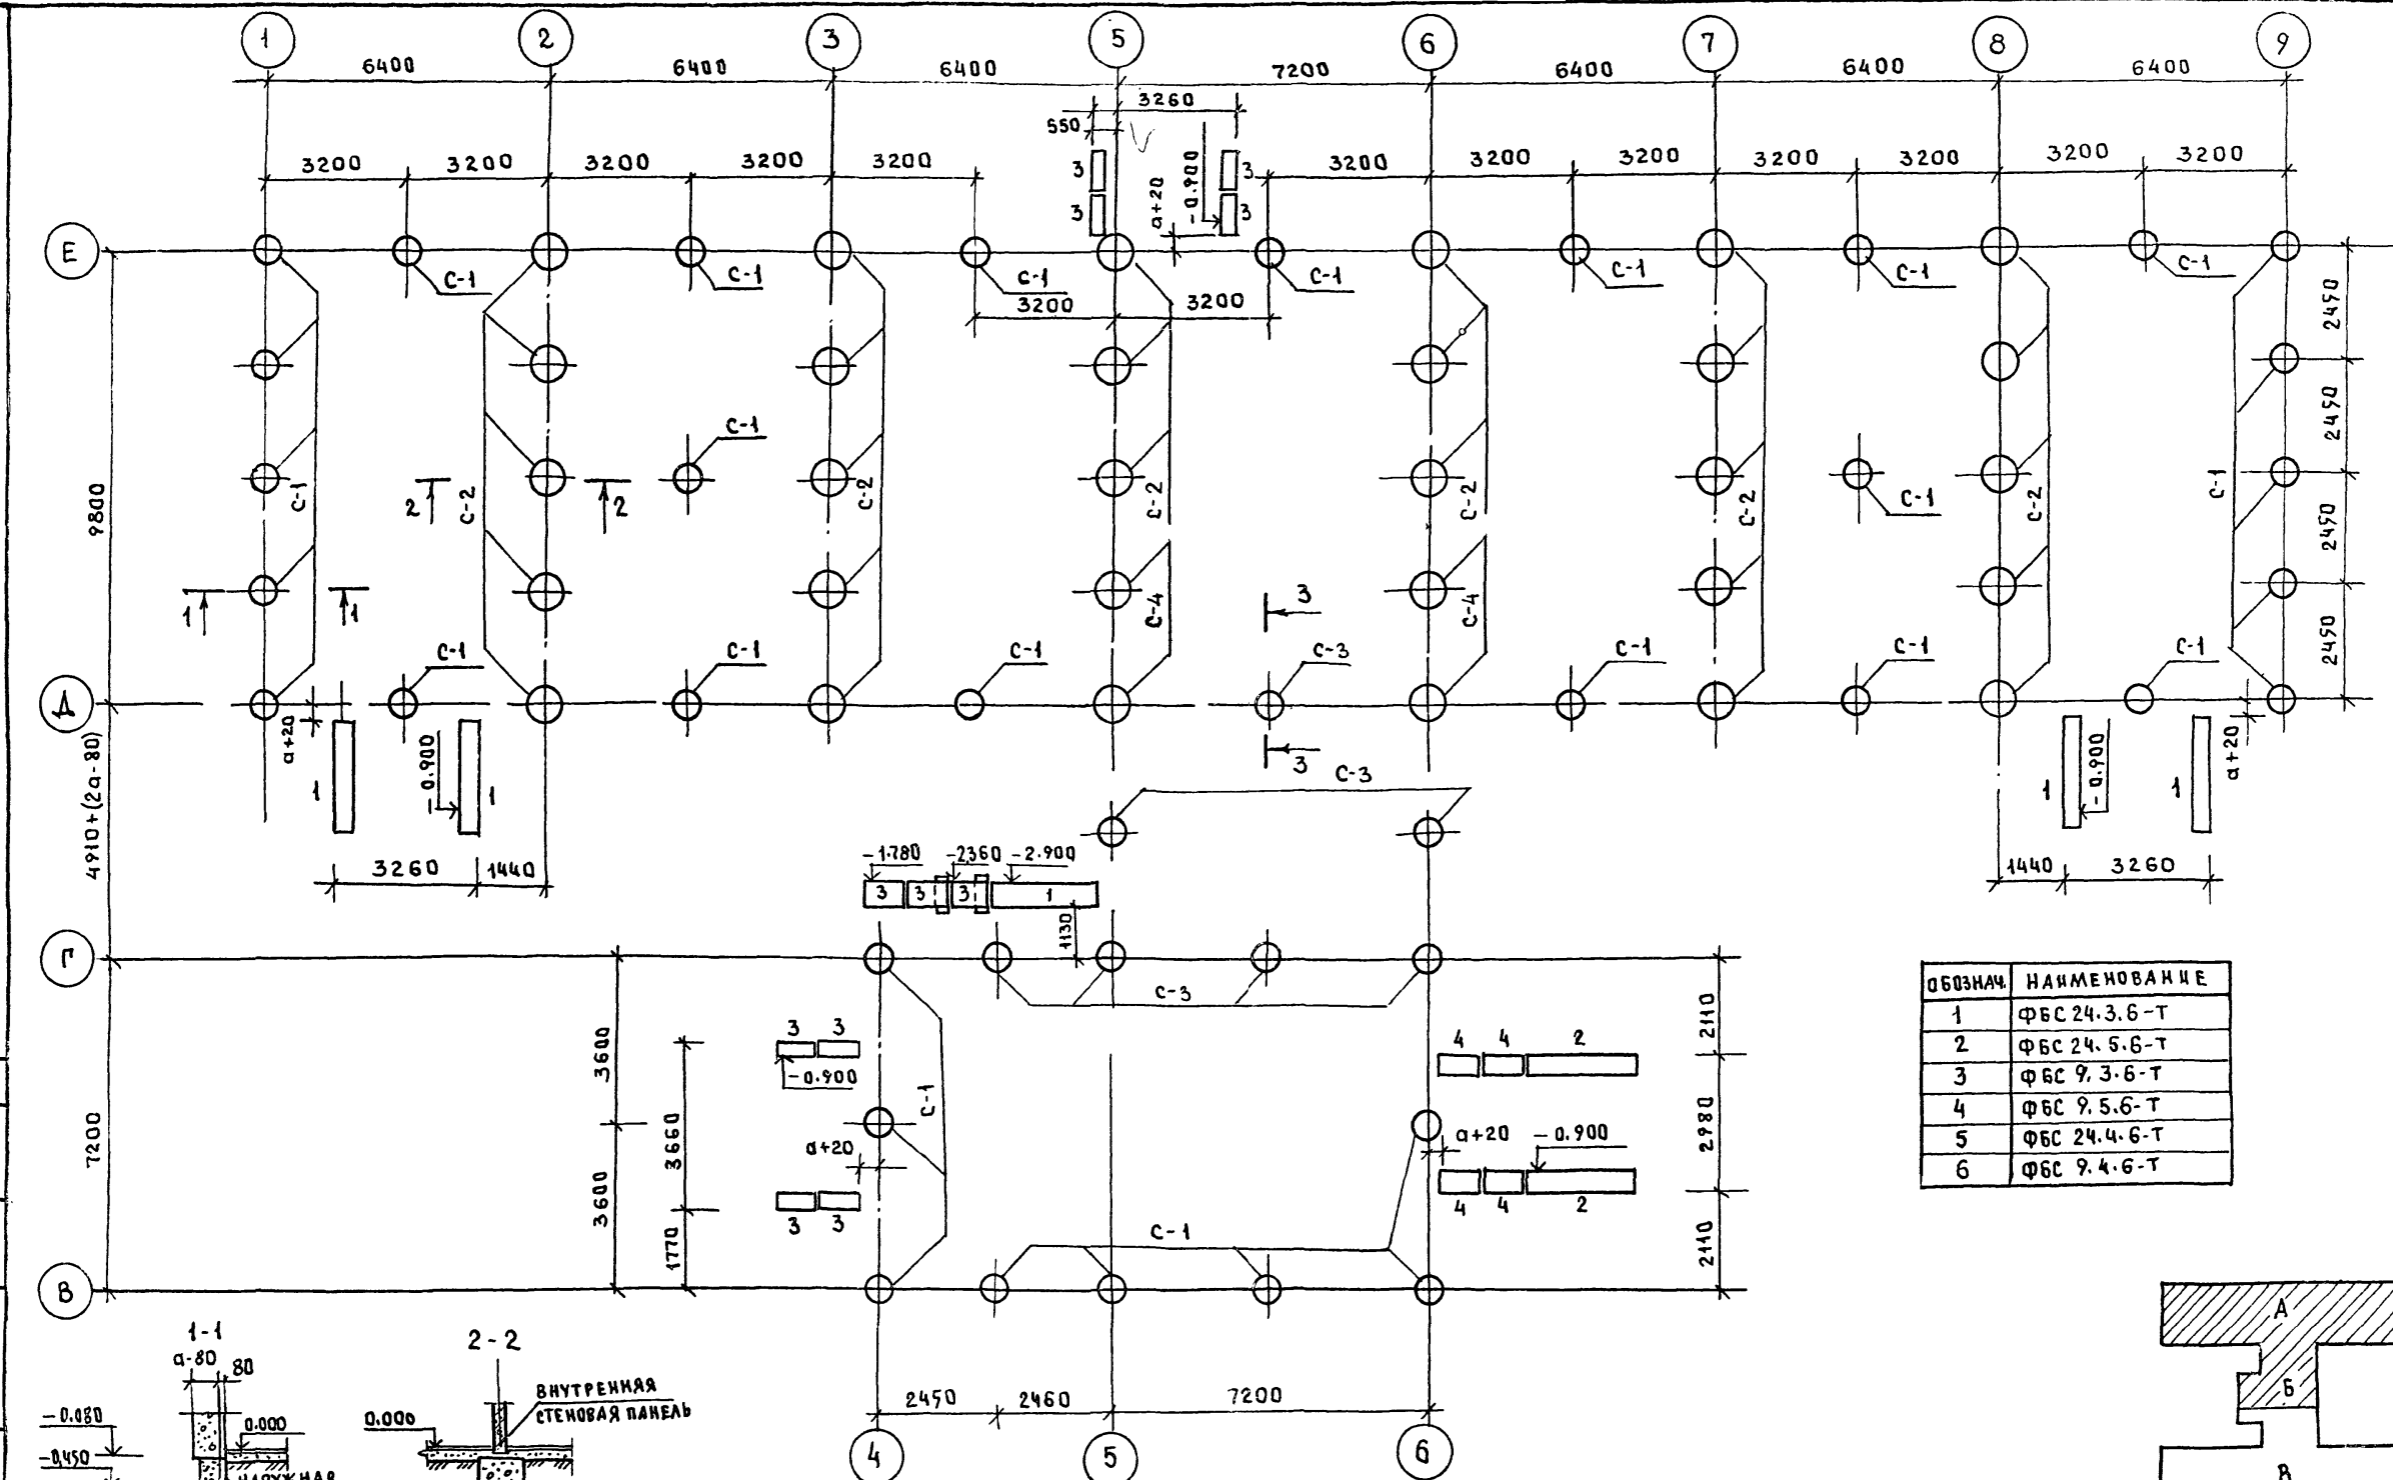 1 2 3 5 6 7 8 9
6400 6400 6400 7200 6400 6400 6400
3260
550
3200 3200 3200 3200 3200 3200 3200 3200 3200 3200 3200 3200
3 3
3 3
а+20
-0.900
Е
С-1 С-1 С-1 С-1 С-1 С-1 С-1
3200 3200
2450
2450
2450
2450
9800
С-1
С-1 С-2 С-2 С-2 С-2 С-2 С-2 С-1
2 2
С-1
1 1
С-4 С-4
3
С-1 С-1 С-1 С-3 С-1 С-1 С-1
Д
3
а+20
-0.900
1 1
3260 1440
С-3
-0.900
а+20
1 1
1440 3260
4910+(2а-80)
-1.780 -2.360 -2.900
3 3 3 1
1130
Г
С-3
3600
3600
7200
3660
1770
3 3
-0.900
С-1
а+20
3 3
4 4 2
а+20 -0.900
4 4 2
2110
2980
2110
С-1
В
2450 2460 7200
4 5 6
ОБОЗНАЧ. НАИМЕНОВАНИЕ
1 ФБС 24.3.6-Т
2 ФБС 24.5.6-Т
3 ФБС 9.3.6-Т
4 ФБС 9.5.6-Т
5 ФБС 24.4.6-Т
6 ФБС 9.4.6-Т
1-1
а-80 80
-0.080
0.000
-0,450
НАРУЖНАЯ
2-2
ВНУТРЕННЯЯ
СТЕНОВАЯ ПАНЕЛЬ
0.000
А
Б
В